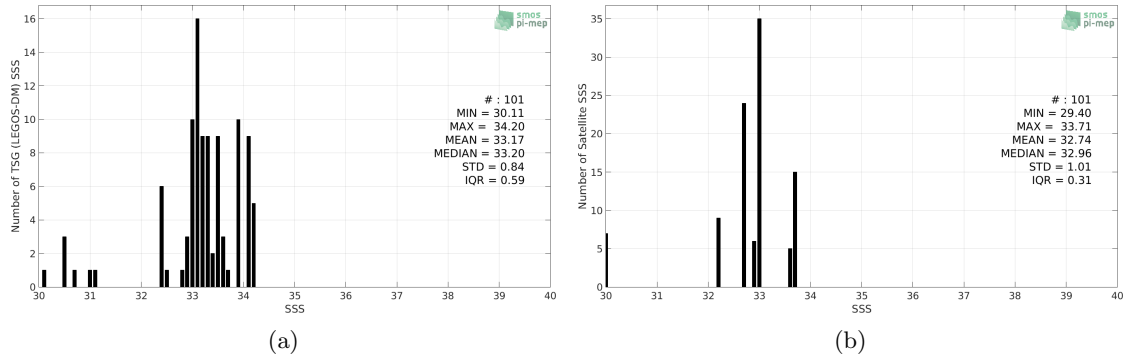 16
14
12
10
8
6
4
2
0
Number of TSG (LEGOS-DM) SSS
30 31 32 33 34 35 36 37 38 39 40
SSS
smos
pi-mep
# : 101
MIN = 30.11
MAX = 34.20
MEAN = 33.17
MEDIAN = 33.20
STD = 0.84
IQR = 0.59
(a)
35
30
25
20
15
10
5
0
Number of Satellite SSS
30 31 32 33 34 35 36 37 38 39 40
SSS
smos
pi-mep
# : 101
MIN = 29.40
MAX = 33.71
MEAN = 32.74
MEDIAN = 32.96
STD = 1.01
IQR = 0.31
(b)